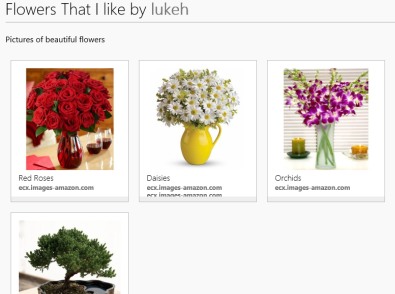 Flowers That I like by lukeh
Pictures of beautiful flowers
Red Roses
ecx.images-amazon.com
Daisies
ecx.images-amazon.com
ecx.images-amazon.com
Orchids
ecx.images-amazon.com